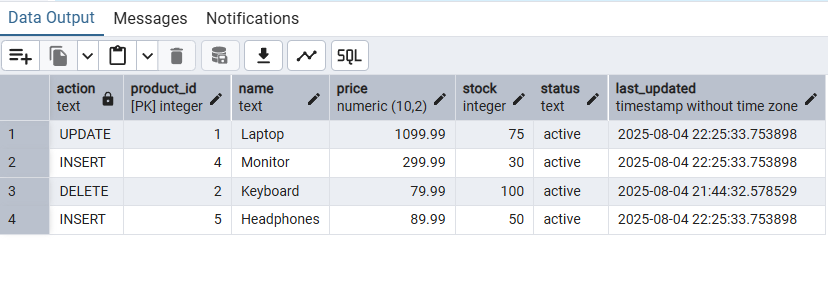 Data Output Messages Notifications
SQL
action product_id name price stock status last_updated
text [PK] integer text numeric (10,2) integer text timestamp without time zone
1 UPDATE 1 Laptop 1099.99 75 active 2025-08-04 22:25:33.753898
2 INSERT 4 Monitor 299.99 30 active 2025-08-04 22:25:33.753898
3 DELETE 2 Keyboard 79.99 100 active 2025-08-04 21:44:32.578529
4 INSERT 5 Headphones 89.99 50 active 2025-08-04 22:25:33.753898